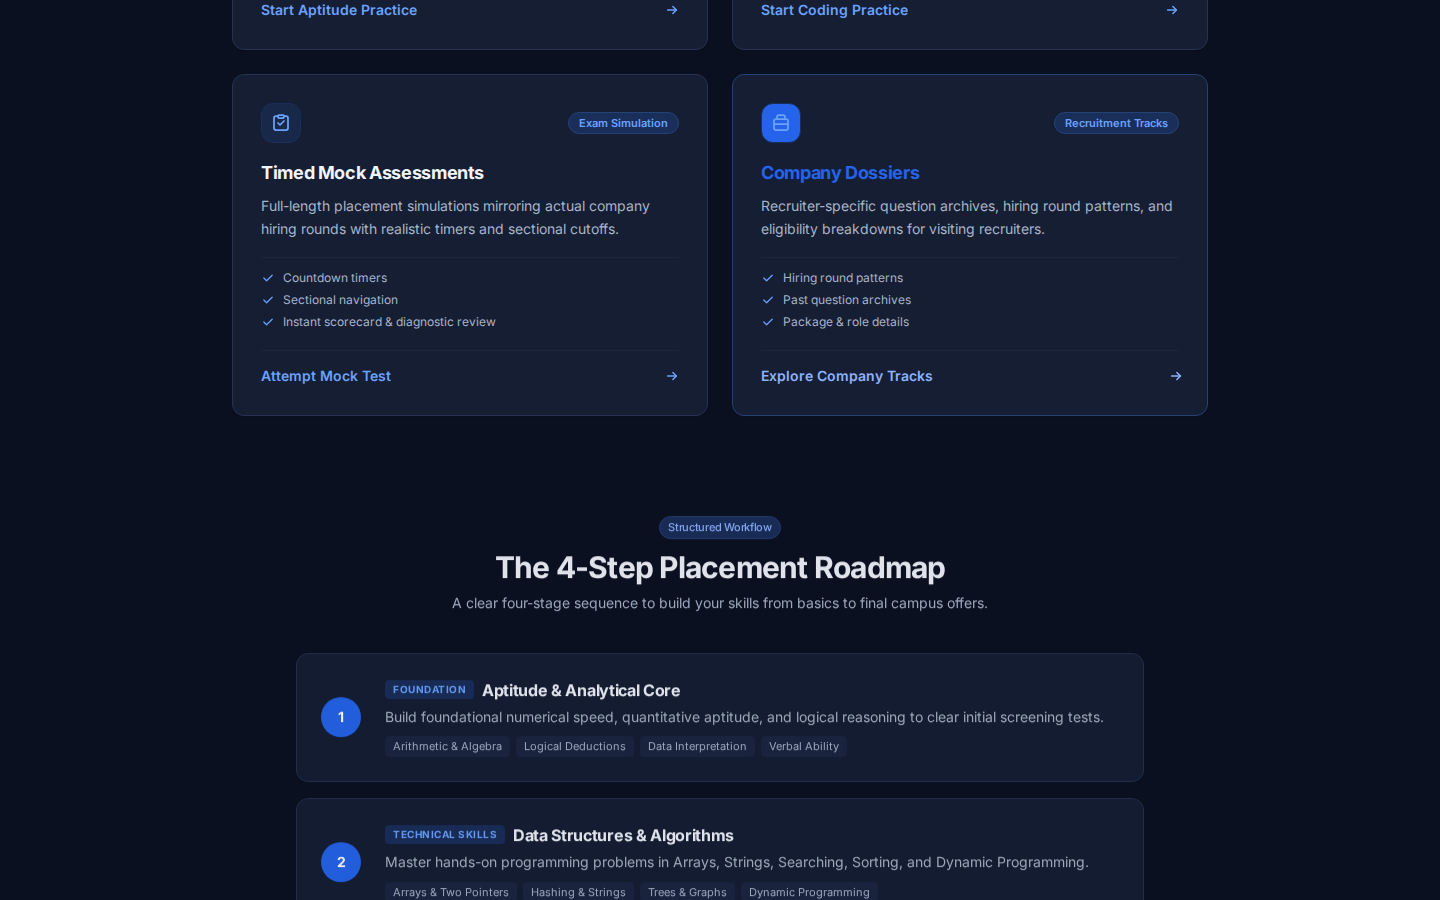 Start Aptitude Practice
Start Coding Practice
Exam Simulation
Timed Mock Assessments
Full-length placement simulations mirroring actual company
hiring rounds with realistic timers and sectional cutoffs.
Countdown timers
Sectional navigation
Instant scorecard & diagnostic review
Attempt Mock Test
Recruitment Tracks
Company Dossiers
Recruiter-specific question archives, hiring round patterns, and
eligibility breakdowns for visiting recruiters.
Hiring round patterns
Past question archives
Package & role details
Explore Company Tracks
Structured Workflow
The 4-Step Placement Roadmap
A clear four-stage sequence to build your skills from basics to final campus offers.
1
FOUNDATION Aptitude & Analytical Core
Build foundational numerical speed, quantitative aptitude, and logical reasoning to clear initial screening tests.
Arithmetic & Algebra Logical Deductions Data Interpretation Verbal Ability
2
TECHNICAL SKILLS Data Structures & Algorithms
Master hands-on programming problems in Arrays, Strings, Searching, Sorting, and Dynamic Programming.
Arrays & Two Pointers Hashing & Strings Trees & Graphs Dynamic Programming